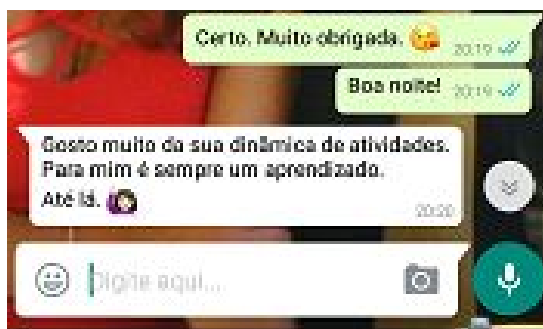 Certo. Muito obrigada. 😘 20:19
Boa noite! 20:19
Gosto muito da sua dinâmica de atividades.
Para mim é sempre um aprendizado.
Até lá. 🙋🏻 20:20
Digite aqui...